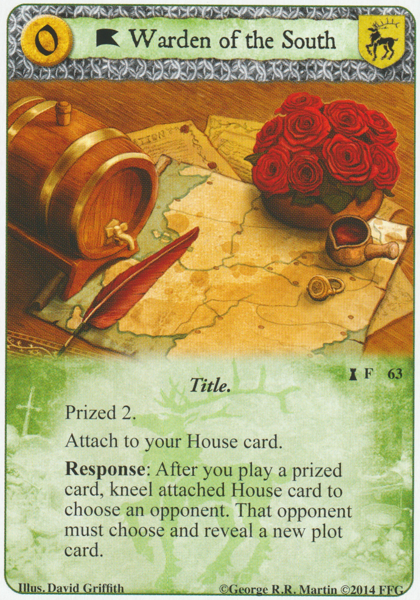 0 Warden of the South
F 63
Title.
Prized 2.
Attach to your House card.
Response: After you play a prized
card, kneel attached House card to
choose an opponent. That opponent
must choose and reveal a new plot
card.
Illus. David Griffith ©George R.R. Martin ©2014 FFG